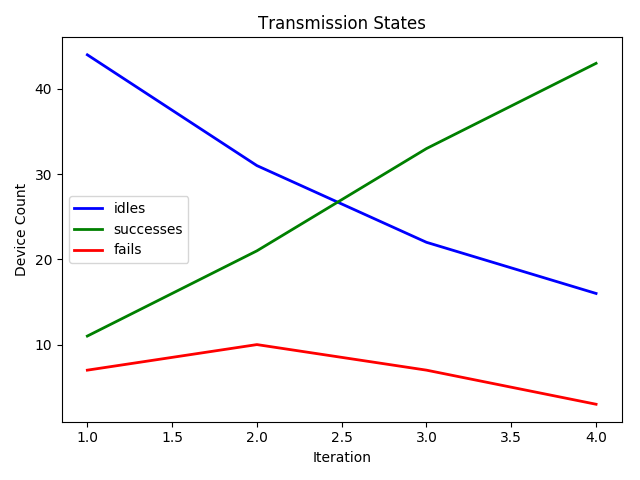 Transmission States
Device Count
40
30
20
10
idles
successes
fails
1.0 1.5 2.0 2.5 3.0 3.5 4.0
Iteration